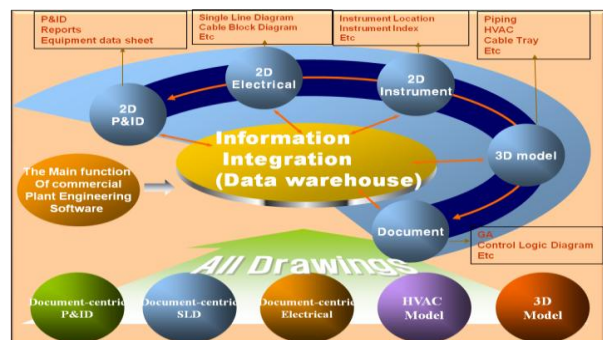 P&ID
Reports
Equipment data sheet
Single Line Diagram
Cable Block Diagram
Etc
Instrument Location
Instrument Index
Etc
Piping
HVAC
Cable Tray
Etc
2D
P&ID
2D
Electrical
2D
Instrument
3D model
Document
Information
Integration
(Data warehouse)
The Main function
Of commercial
Plant Engineering
Software
GA
Control Logic Diagram
Etc
All Drawings
Document-centric
P&ID
Document-centric
SLD
Document-centric
Electrical
HVAC
Model
3D
Model